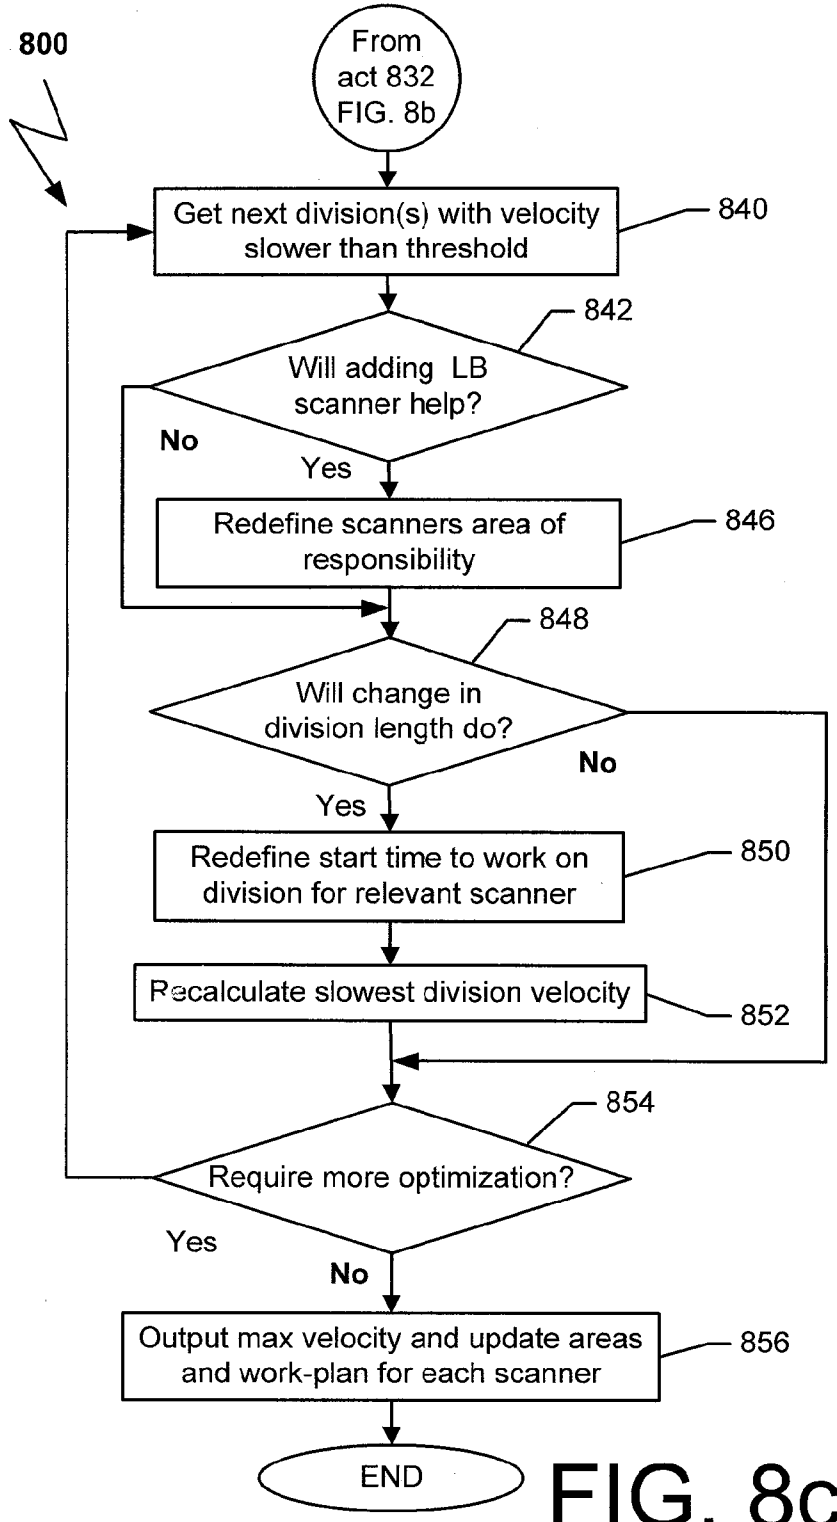 800
From
act 832
FIG. 8b
Get next division(s) with velocity
slower than threshold
840
842
Will adding LB
scanner help?
No
Yes
Redefine scanners area of
responsibility
846
848
Will change in
division length do?
No
Yes
Redefine start time to work on
division for relevant scanner
850
Recalculate slowest division velocity
852
854
Require more optimization?
Yes
No
Output max velocity and update areas
and work-plan for each scanner
856
END
FIG. 8c